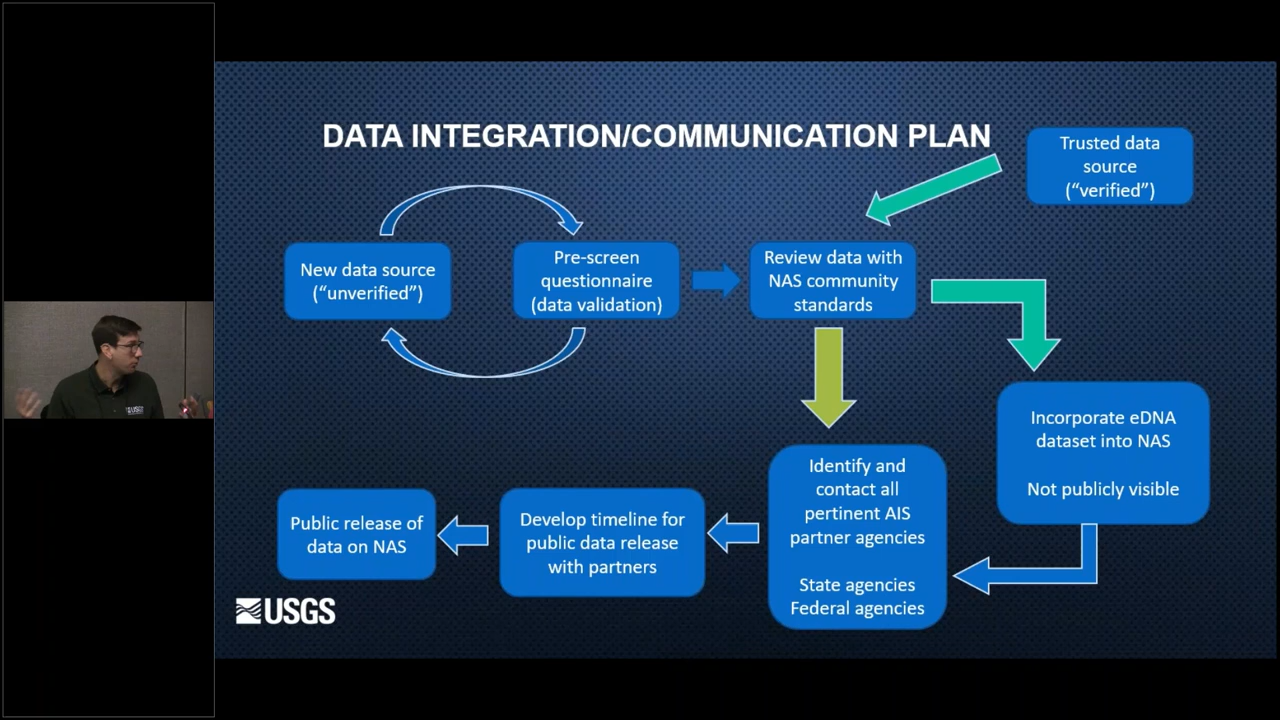 DATA INTEGRATION/COMMUNICATION PLAN
Trusted data
source
(“verified”)
New data source
(“unverified”)
Pre-screen
questionnaire
(data validation)
Review data with
NAS community
standards
Incorporate eDNA
dataset into NAS
Not publicly visible
Identify and
contact all
pertinent AIS
partner agencies
State agencies
Federal agencies
Develop timeline for
public data release
with partners
Public release of
data on NAS
USGS
USGS